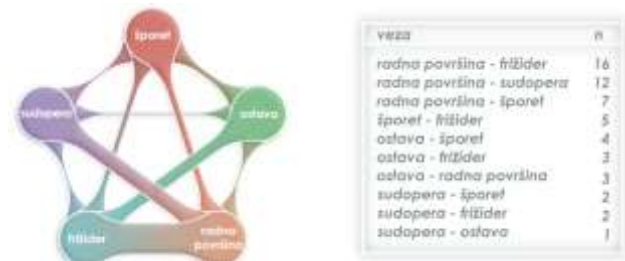 šporet
sudopera
ostava
frižider
radna
površina
veza n
radna površina - frižider 16
radna površina - sudopera 12
radna površina - šporet 7
šporet - frižider 5
ostava - šporet 4
ostava - frižider 3
ostava - radna površina 3
sudopera - šporet 2
sudopera - frižider 2
sudopera - ostava 1